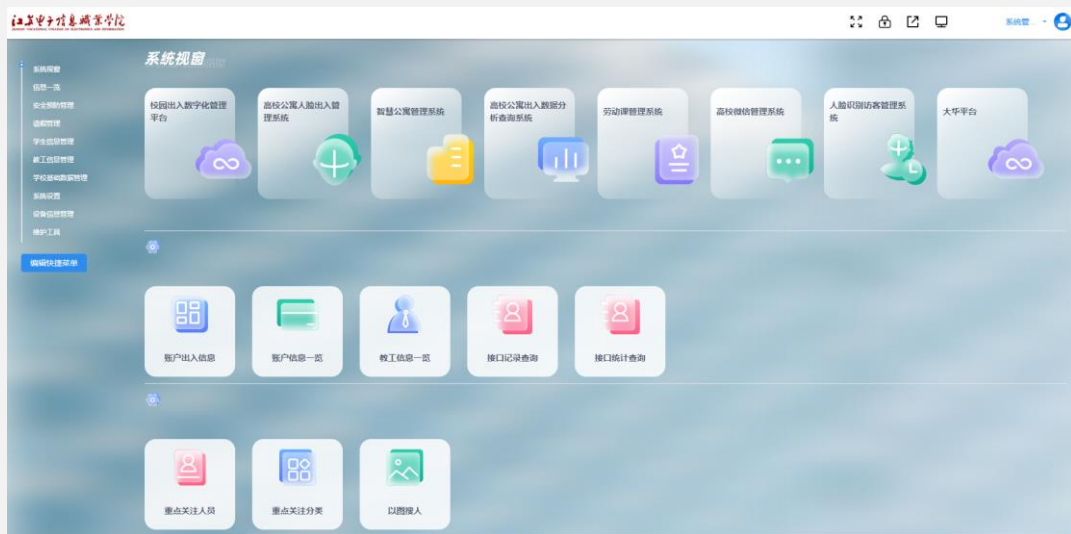 江苏电子信息职业学院
系统管...
系统视窗
系统视窗
信息一览
安全预防管理
请假管理
学生信息管理
教工信息管理
学校基础数据管理
系统设置
设备信息管理
维护工具
编辑快捷菜单
校园出入数字化管理
平台
高校公寓人脸出入管
理系统
智慧公寓管理系统
高校公寓出入数据分
析查询系统
劳动课管理系统
高校微信管理系统
人脸识别访客管理系
统
大华平台
账户出入信息
账户信息一览
教工信息一览
接口记录查询
接口统计查询
重点关注人员
重点关注分类
以图搜人